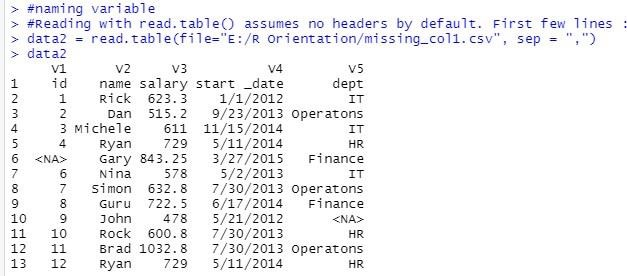 > #naming variable
> #Reading with read.table() assumes no headers by default. First few lines :
> data2 = read.table(file="E:/R Orientation/missing_col1.csv", sep = ",")
> data2
V1 V2 V3 V4 V5
1 id name salary start _date dept
2 1 Rick 623.3 1/1/2012 IT
3 2 Dan 515.2 9/23/2013 Operatons
4 3 Michele 611 11/15/2014 IT
5 4 Ryan 729 5/11/2014 HR
6 <NA> Gary 843.25 3/27/2015 Finance
7 6 Nina 578 5/2/2013 IT
8 7 Simon 632.8 7/30/2013 Operatons
9 8 Guru 722.5 6/17/2014 Finance
10 9 John 478 5/21/2012 <NA>
11 10 Rock 600.8 7/30/2013 HR
12 11 Brad 1032.8 7/30/2013 Operatons
13 12 Ryan 729 5/11/2014 HR